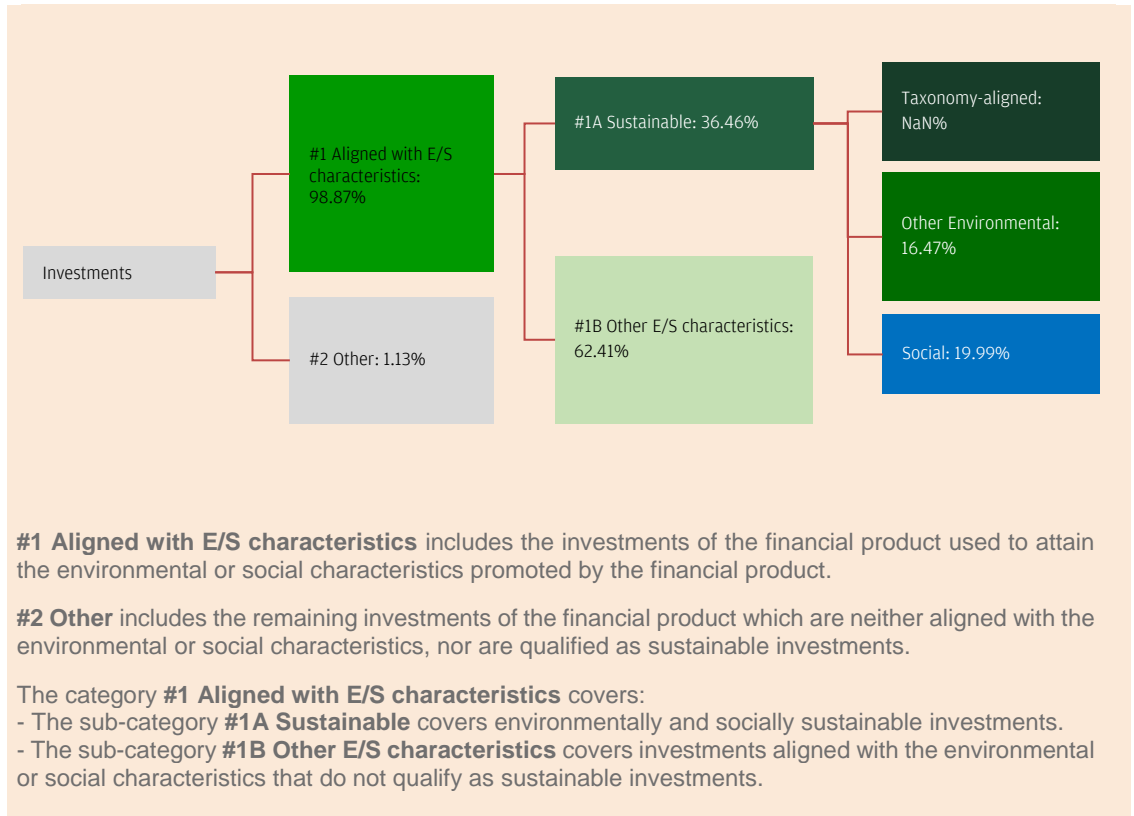 Investments
#1 Aligned with E/S
characteristics:
98.87%
#2 Other: 1.13%
#1A Sustainable: 36.46%
#1B Other E/S characteristics:
62.41%
Taxonomy-aligned:
NaN%
Other Environmental:
16.47%
Social: 19.99%
#1 Aligned with E/S characteristics includes the investments of the financial product used to attain
the environmental or social characteristics promoted by the financial product.
#2 Other includes the remaining investments of the financial product which are neither aligned with the
environmental or social characteristics, nor are qualified as sustainable investments.
The category #1 Aligned with E/S characteristics covers:
- The sub-category #1A Sustainable covers environmentally and socially sustainable investments.
- The sub-category #1B Other E/S characteristics covers investments aligned with the environmental
or social characteristics that do not qualify as sustainable investments.